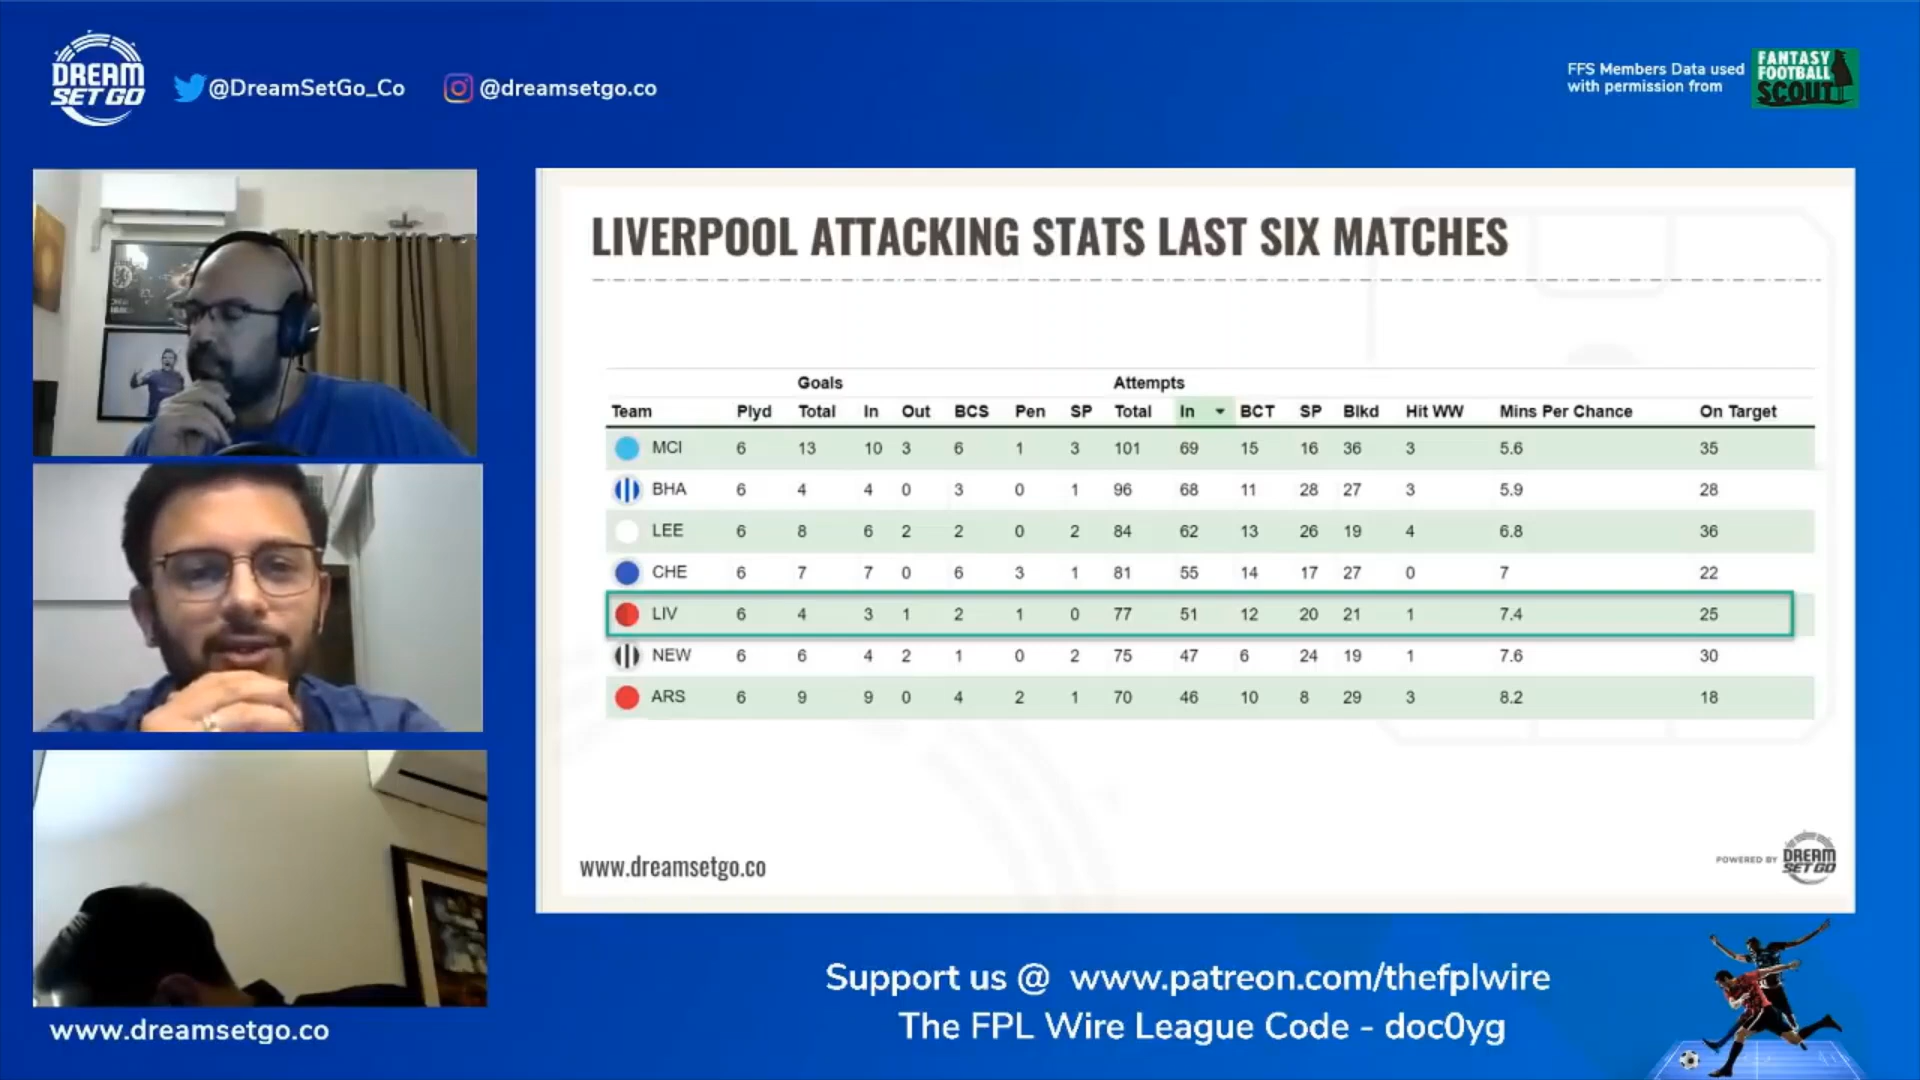 DREAM
SET GO
@DreamSetGo_Co
@dreamsetgo.co
FFS Members Data used
with permission from
FANTASY
FOOTBALL
SCOUT
LIVERPOOL ATTACKING STATS LAST SIX MATCHES
Goals Attempts
Team Plyd Total In Out BCS Pen SP Total In BCT SP Blkd Hit WW Mins Per Chance On Target
MCI 6 13 10 3 6 1 3 101 69 15 16 36 3 5.6 35
BHA 6 4 4 0 3 0 1 96 68 11 28 27 3 5.9 28
LEE 6 8 6 2 2 0 2 84 62 13 26 19 4 6.8 36
CHE 6 7 7 0 6 3 1 81 55 14 17 27 0 7 22
LIV 6 4 3 1 2 1 0 77 51 12 20 21 1 7.4 25
NEW 6 6 4 2 1 0 2 75 47 6 24 19 1 7.6 30
ARS 6 9 9 0 4 2 1 70 46 10 8 29 3 8.2 18
www.dreamsetgo.co
POWERED BY
DREAM
SET GO
Support us @ www.patreon.com/thefplwire
The FPL Wire League Code - doc0yg
www.dreamsetgo.co